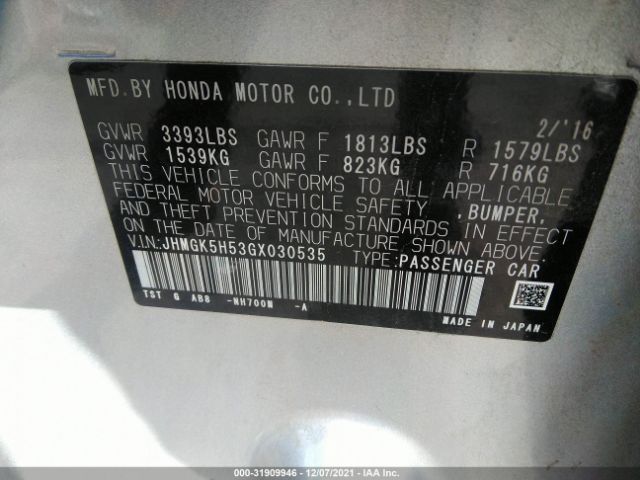 MFD.BY HONDA MOTOR CO.,LTD
2/'16
GVWR 3393LBS GAWR F 1813LBS R 1579LBS
GVWR 1539KG GAWR F 823KG R 716KG
THIS VEHICLE CONFORMS TO ALL APPLICABLE
FEDERAL MOTOR VEHICLE SAFETY ,BUMPER,
AND THEFT PREVENTION STANDARDS IN EFFECT
ON THE DATE OF MANUFACTURE SHOWN ABOVE.
V.I.N:JHMGK5H53GX030535 TYPE:PASSENGER CAR
TST G AB8 -NH700M -A
MADE IN JAPAN
000-31909946 - 12/07/2021 - IAA Inc.